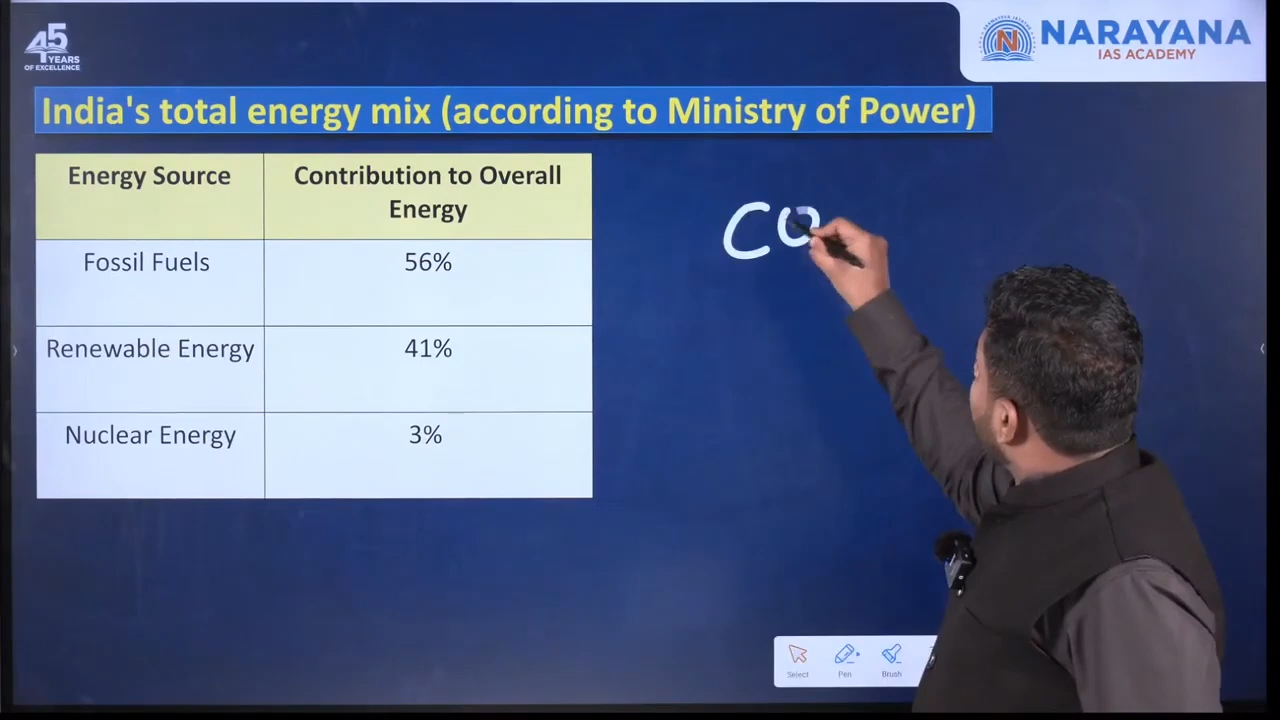 45
YEARS
OF EXCELLENCE
NARAYANA
IAS ACADEMY
India's total energy mix (according to Ministry of Power)
Energy Source
Contribution to Overall
Energy
Fossil Fuels
56%
Renewable Energy
41%
Nuclear Energy
3%
CO
Select
Pen
Brush